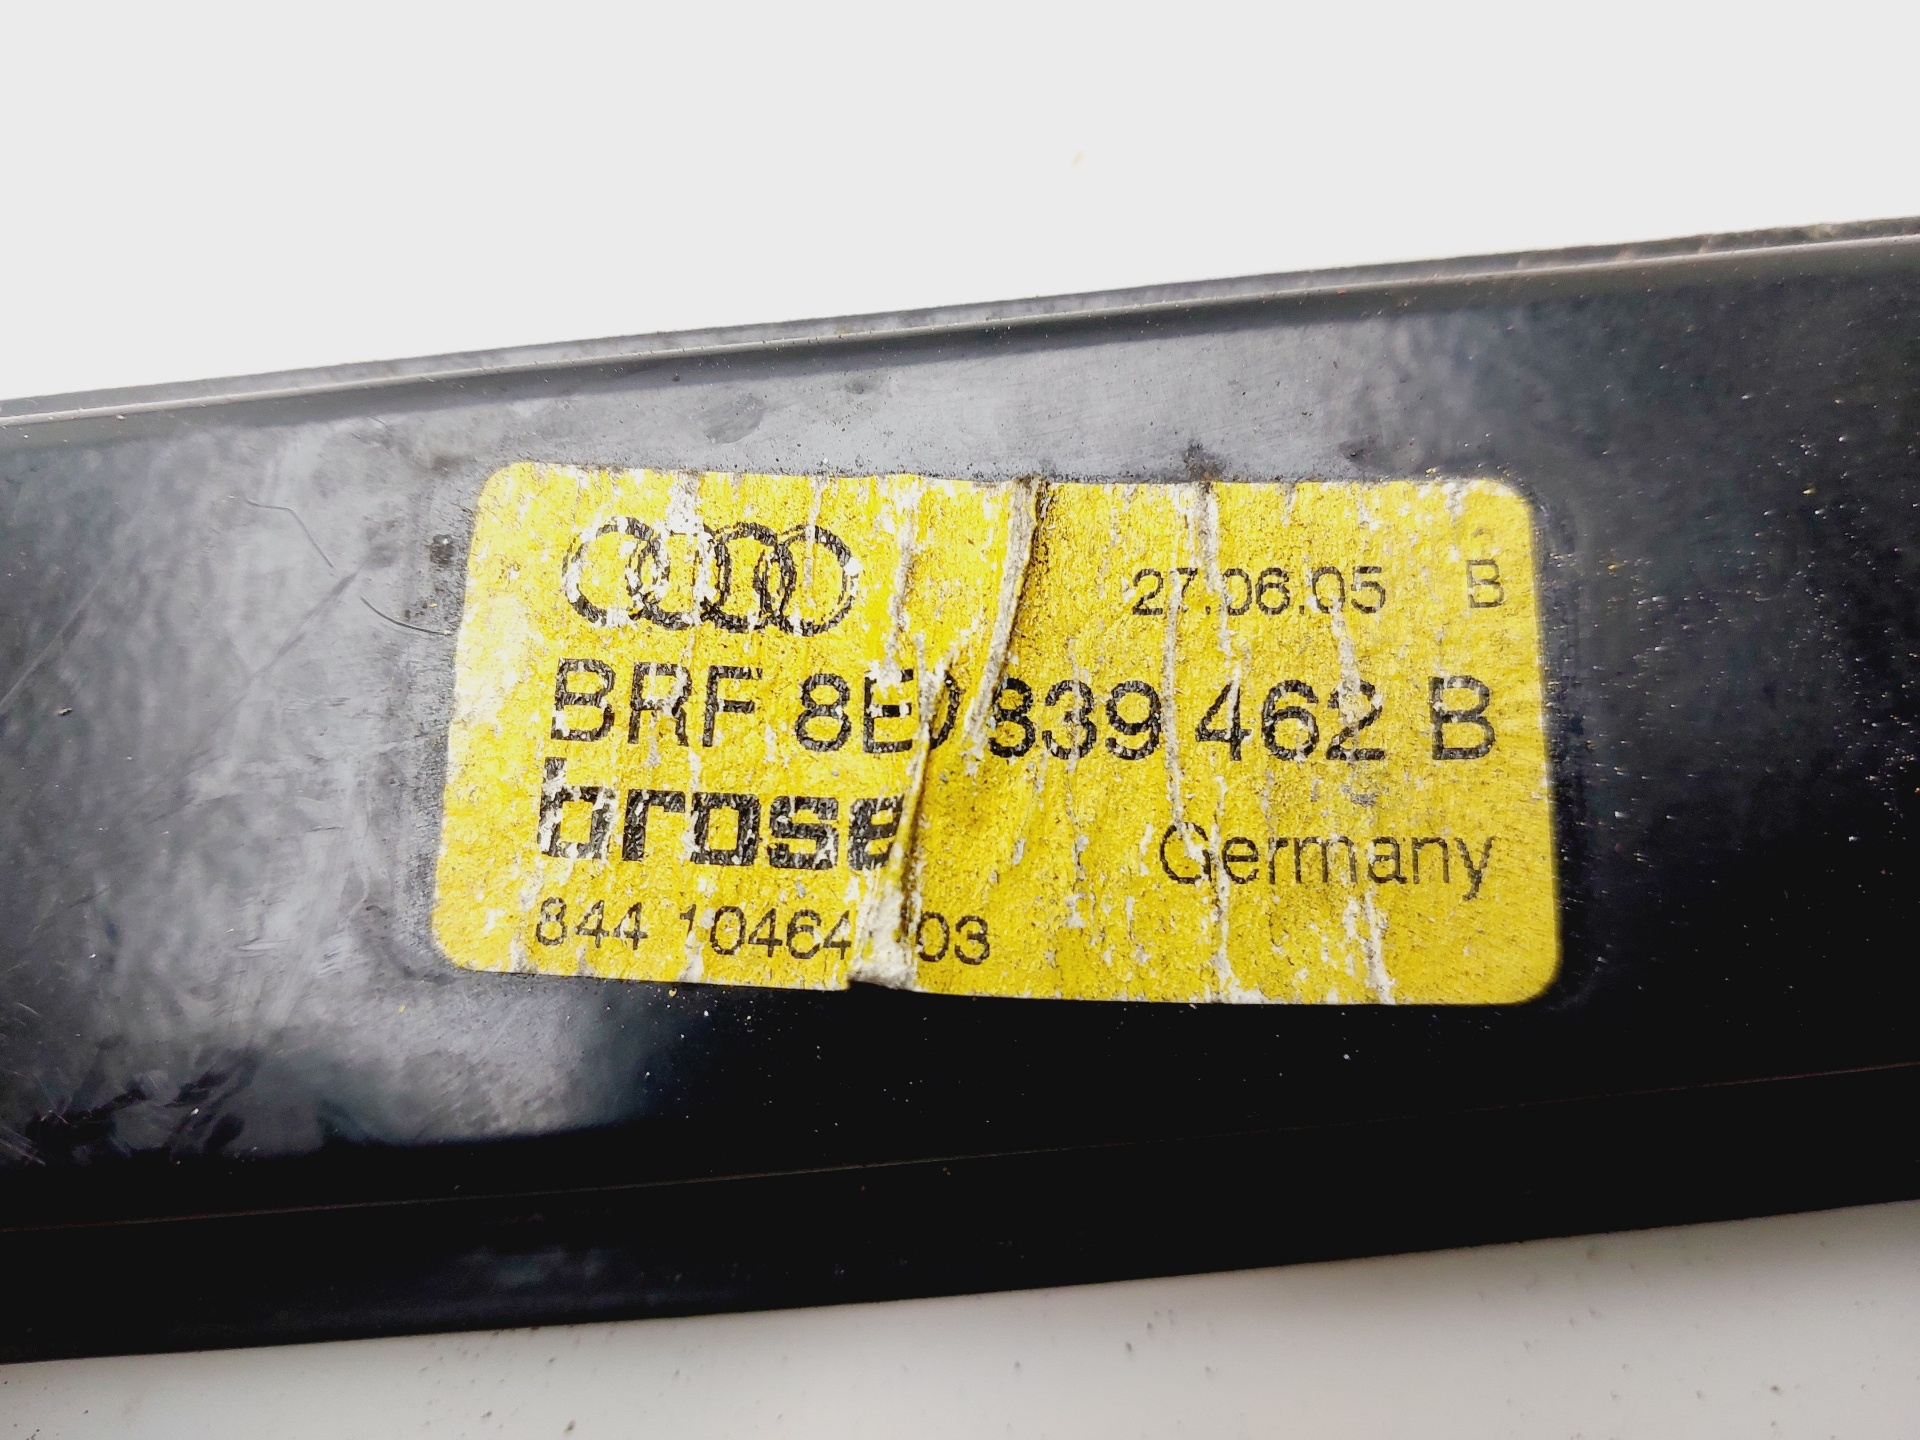 27.06.05 B
BRF 8E0 839 462 B
brose
Germany
844 10464 03